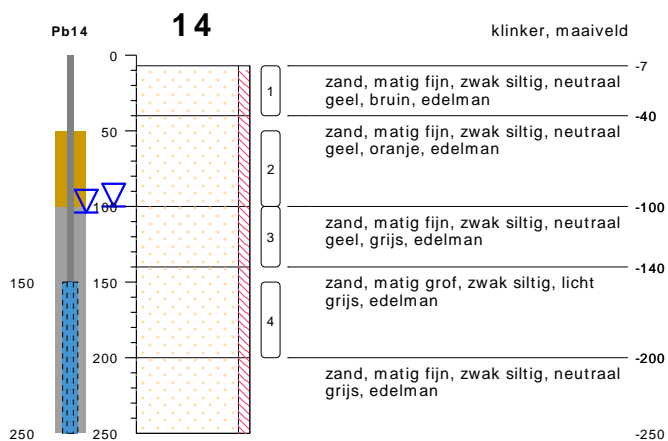 Pb14
14
klinker, maaiveld
0
-7
zand, matig fijn, zwak siltig, neutraal
geel, bruin, edelman
1
-40
50
zand, matig fijn, zwak siltig, neutraal
geel, oranje, edelman
2
100
-100
zand, matig fijn, zwak siltig, neutraal
geel, grijs, edelman
3
-140
150
150
zand, matig grof, zwak siltig, licht
grijs, edelman
4
200
-200
zand, matig fijn, zwak siltig, neutraal
grijs, edelman
250
250
-250